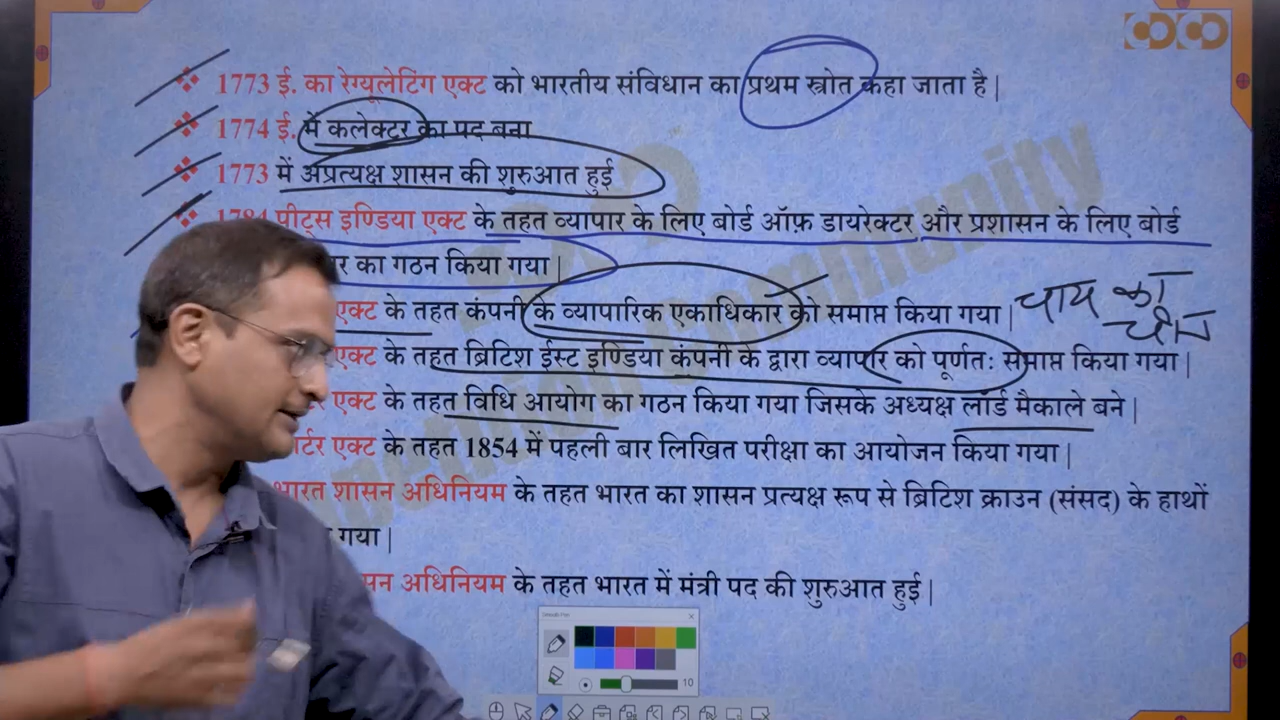 1773 ई. का रेग्यूलेटिंग एक्ट को भारतीय संविधान का प्रथम स्त्रोत कहा जाता है |
1774 ई. में कलेक्टर का पद बना
1773 में अप्रत्यक्ष शासन की शुरुआत हुई
1784 पीट्स इण्डिया एक्ट के तहत व्यापार के लिए बोर्ड ऑफ़ डायरेक्टर और प्रशासन के लिए बोर्ड
का गठन किया गया |
एक्ट के तहत कंपनी के व्यापारिक एकाधिकार को समाप्त किया गया | चाय का
चीन
एक्ट के तहत ब्रिटिश ईस्ट इण्डिया कंपनी के द्वारा व्यापार को पूर्णतः समाप्त किया गया |
एक्ट के तहत विधि आयोग का गठन किया गया जिसके अध्यक्ष लॉर्ड मैकाले बने |
एक्ट के तहत 1854 में पहली बार लिखित परीक्षा का आयोजन किया गया |
भारत शासन अधिनियम के तहत भारत का शासन प्रत्यक्ष रूप से ब्रिटिश क्राउन (संसद) के हाथों
गया |
अधिनियम के तहत भारत में मंत्री पद की शुरुआत हुई |
10